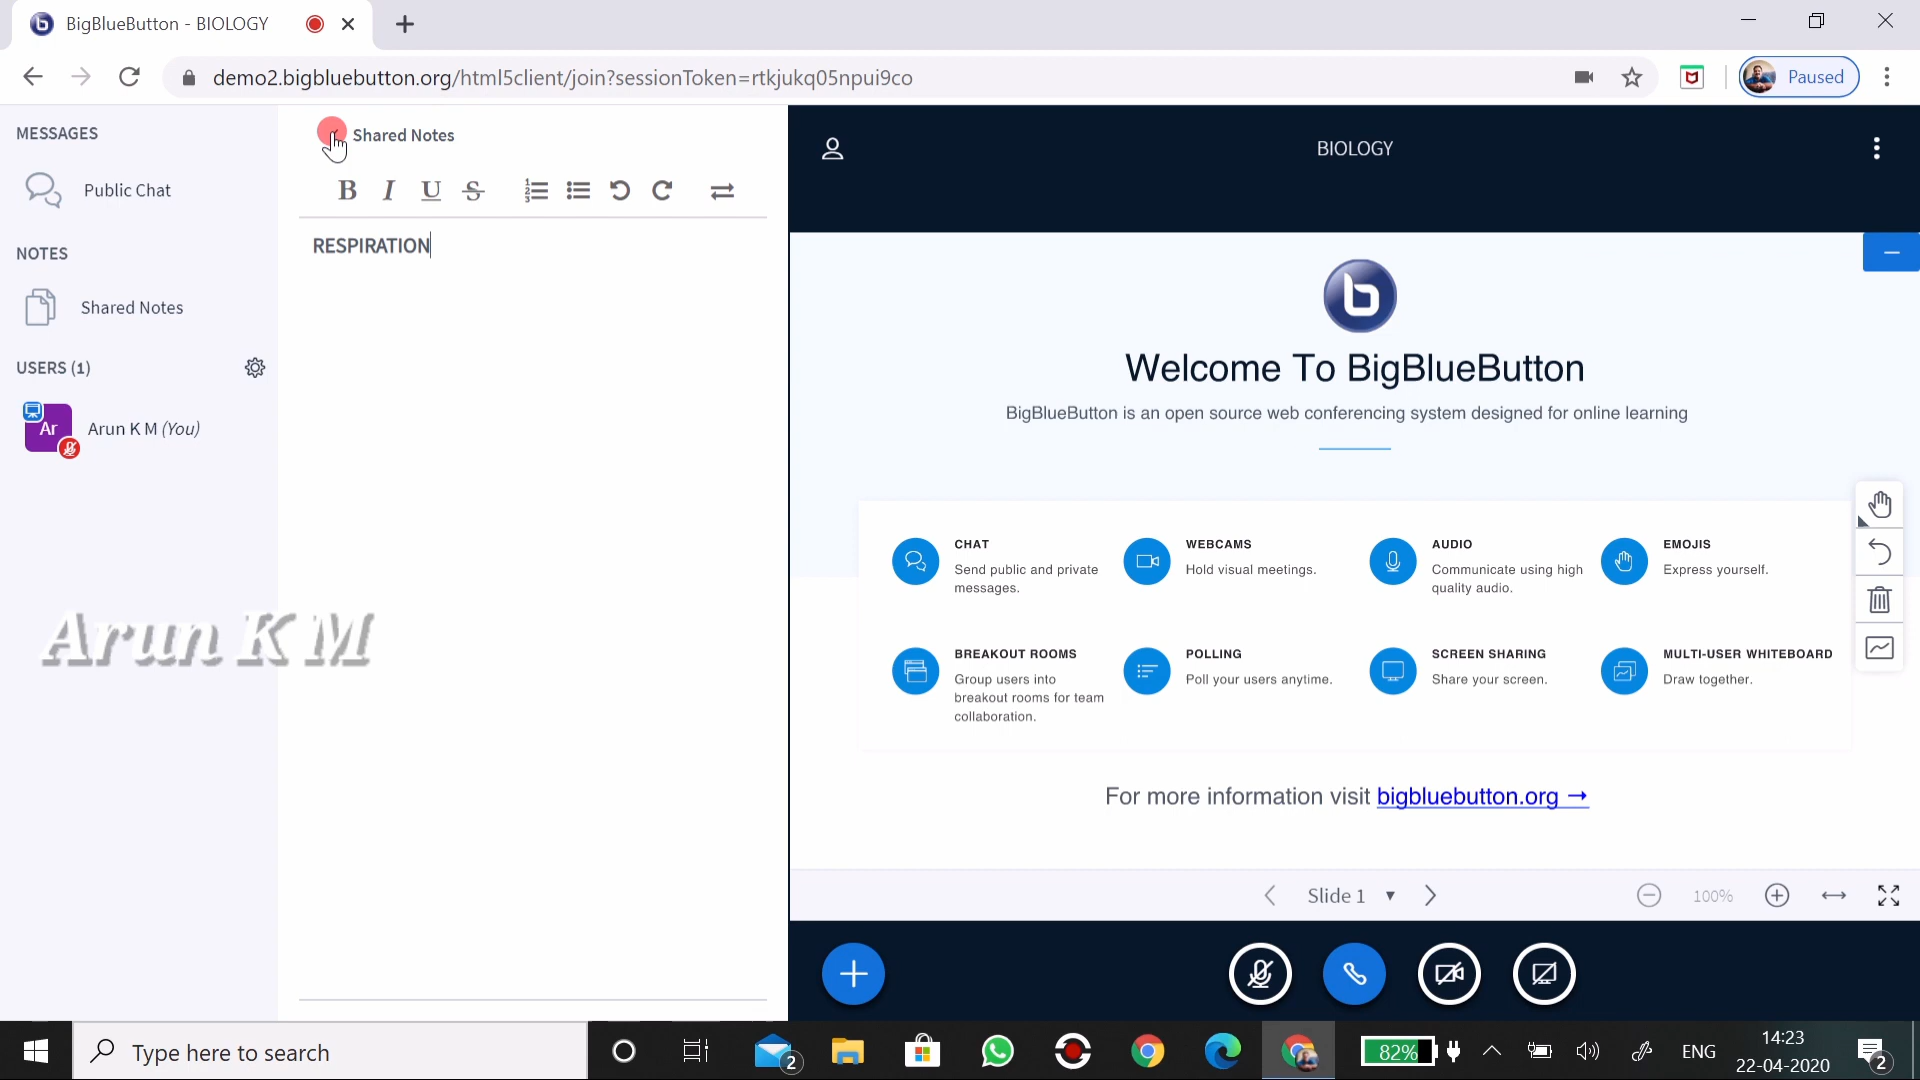 BigBlueButton - BIOLOGY
demo2.bigbluebutton.org/html5client/join?sessionToken=rtkjukq05npui9co
Paused
MESSAGES
Public Chat
NOTES
Shared Notes
USERS (1)
Ar
Arun K M (You)
Shared Notes
B I U S
RESPIRATION
Arun K M
BIOLOGY
Welcome To BigBlueButton
BigBlueButton is an open source web conferencing system designed for online learning
CHAT
Send public and private
messages.
WEBCAMS
Hold visual meetings.
AUDIO
Communicate using high
quality audio.
EMOJIS
Express yourself.
BREAKOUT ROOMS
Group users into
breakout rooms for team
collaboration.
POLLING
Poll your users anytime.
SCREEN SHARING
Share your screen.
MULTI-USER WHITEBOARD
Draw together.
For more information visit bigbluebutton.org →
Slide 1
100%
Type here to search
2
82%
ENG
14:23
22-04-2020
2